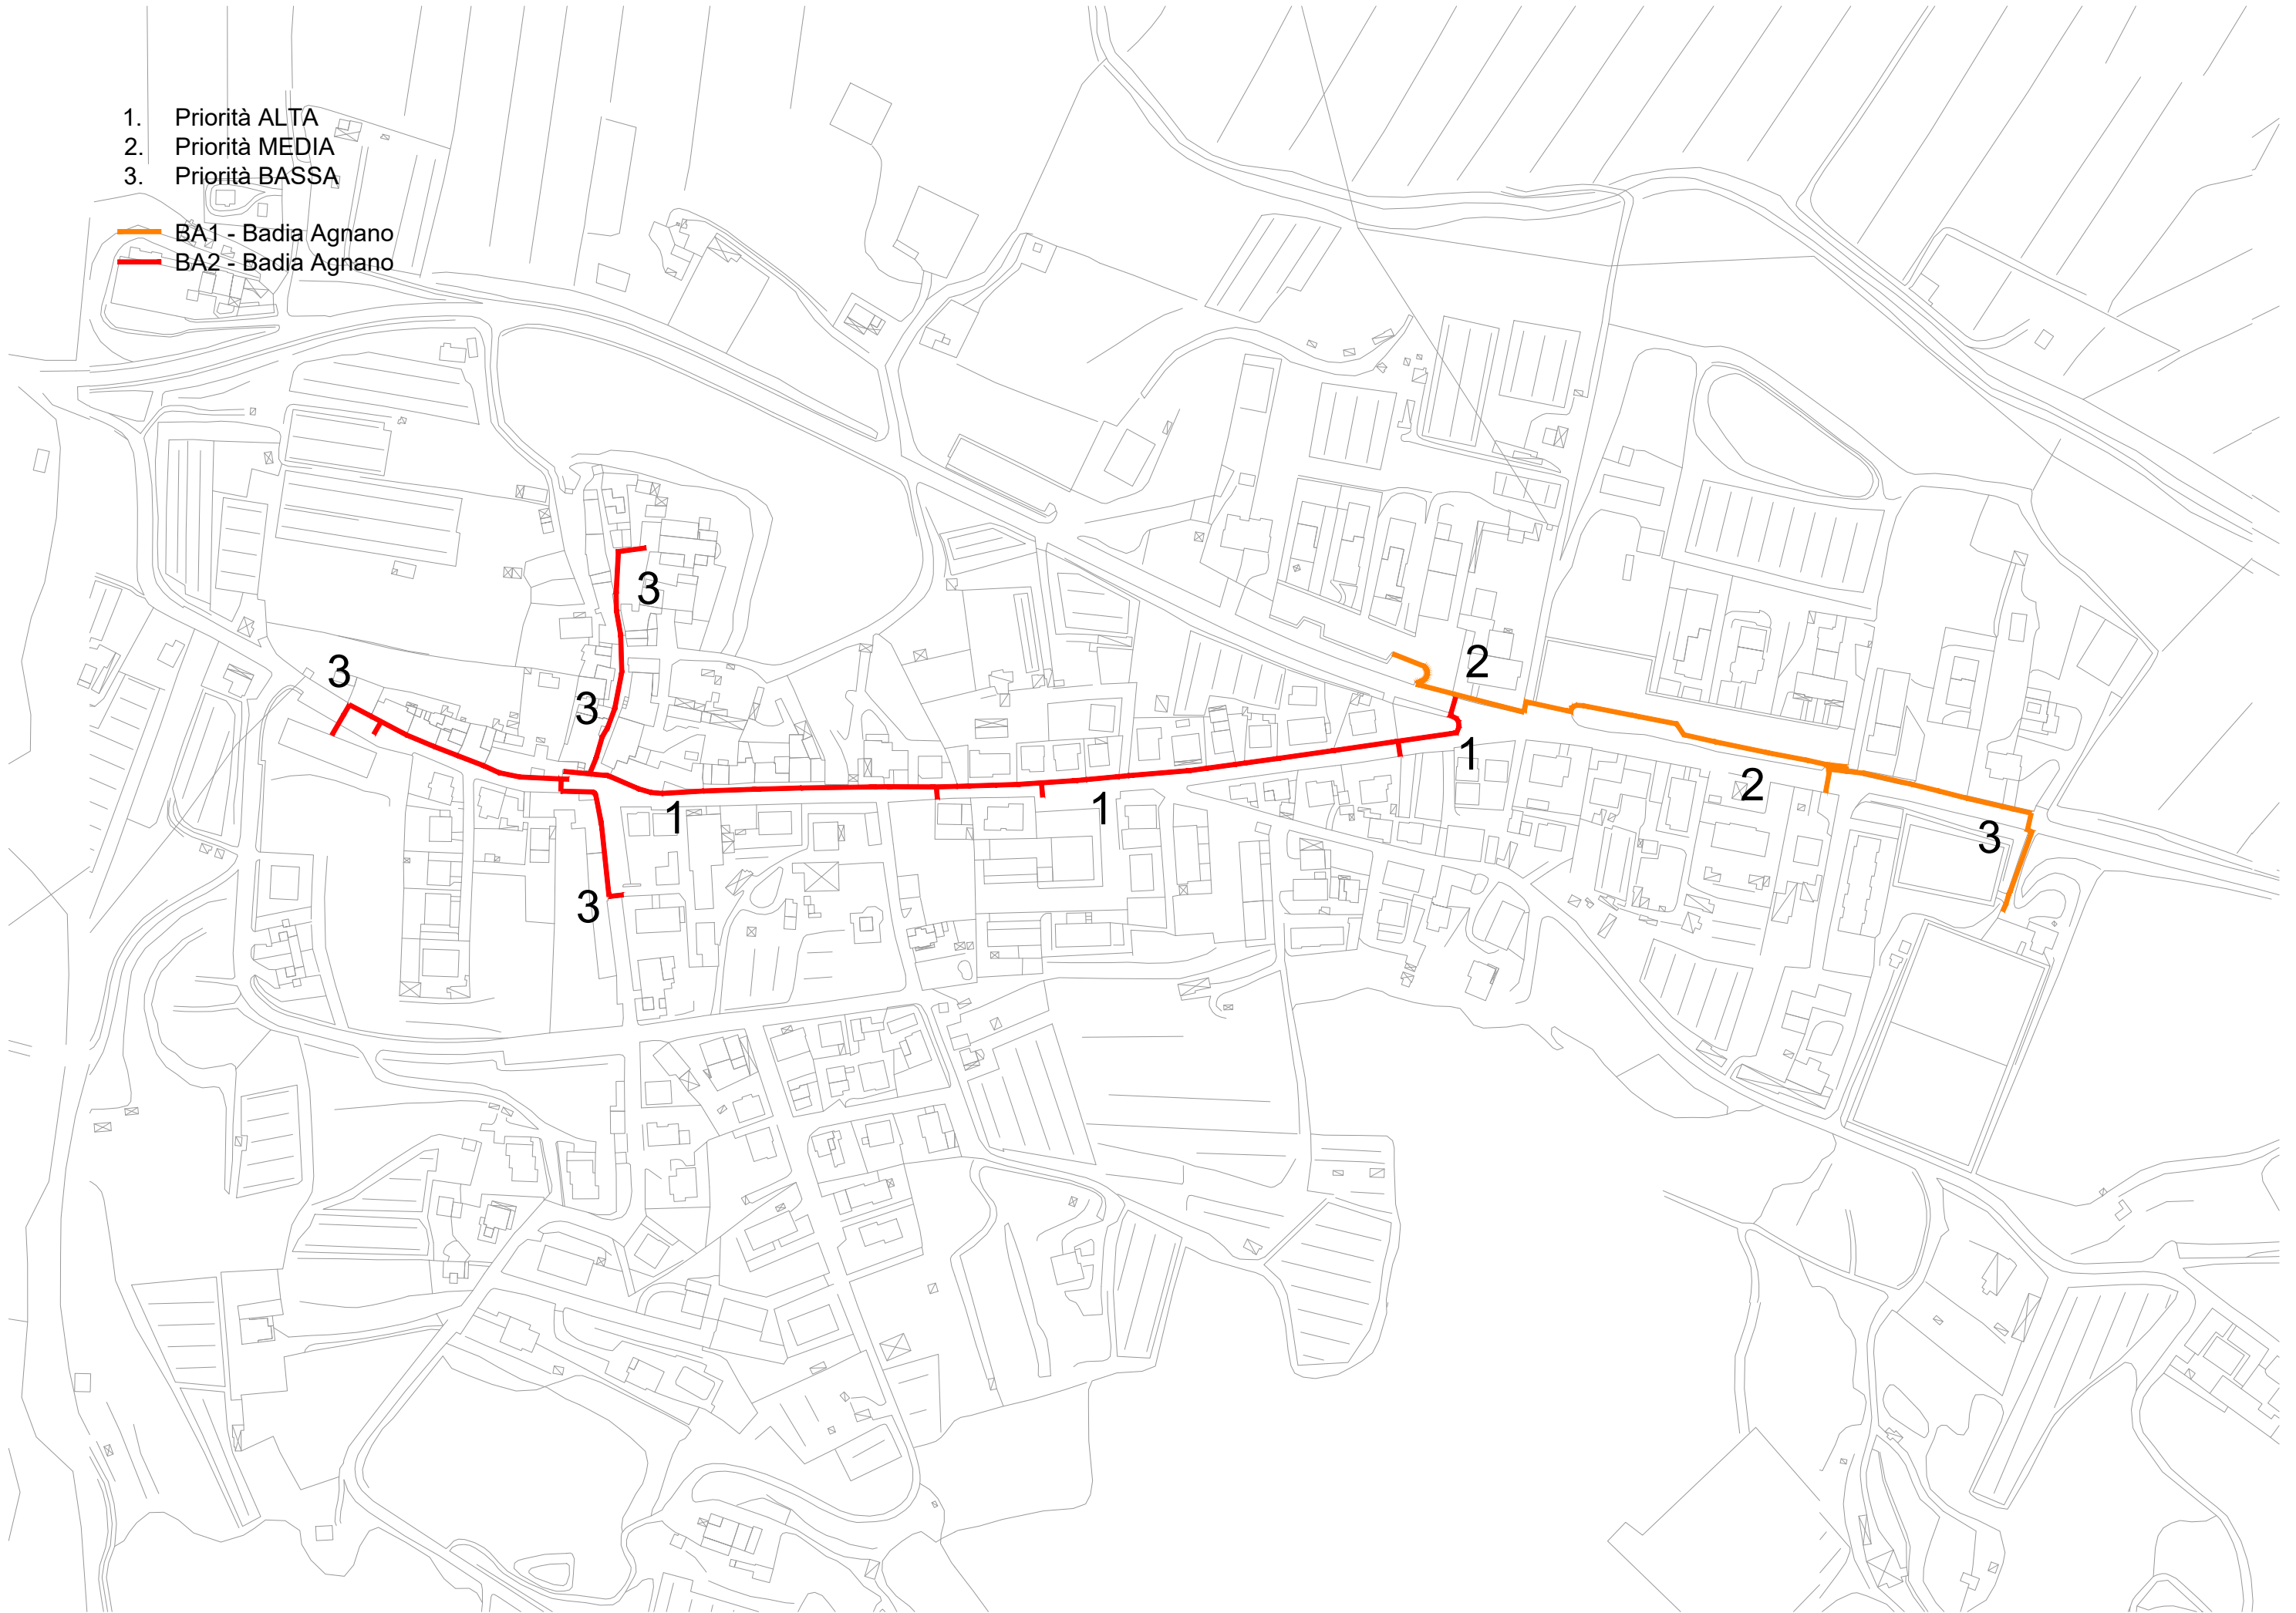 1. Priorità ALTA
2. Priorità MEDIA
3. Priorità BASSA
BA1 - Badia Agnano
BA2 - Badia Agnano
3
3
2
3
3
1
2
1
1
3
3